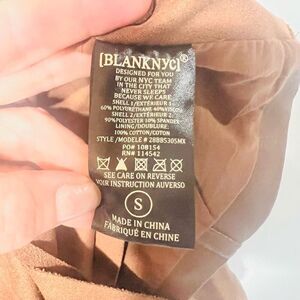 [BLANKNYC]®
DESIGNED FOR YOU
BY OUR NYC TEAM
IN THE CITY THAT
NEVER SLEEPS
BECAUSE WE CARE
SHELL 1/EXTÉRIEUR 1
60% POLYURETHANE 40%VISCOSE
SHELL 2/EXTÉRIEUR 2
90%POLYESTER 10% SPANDEX
LINING/DOUBLURE
100% COTTON/COTON
STYLE/MODELE # 28BB5305MX
PO# 108154
RN# 114542
SEE CARE ON REVERSE
VOIR INSTRUCTION AUVERSO
S
MADE IN CHINA
FABRIQUÉ EN CHINE